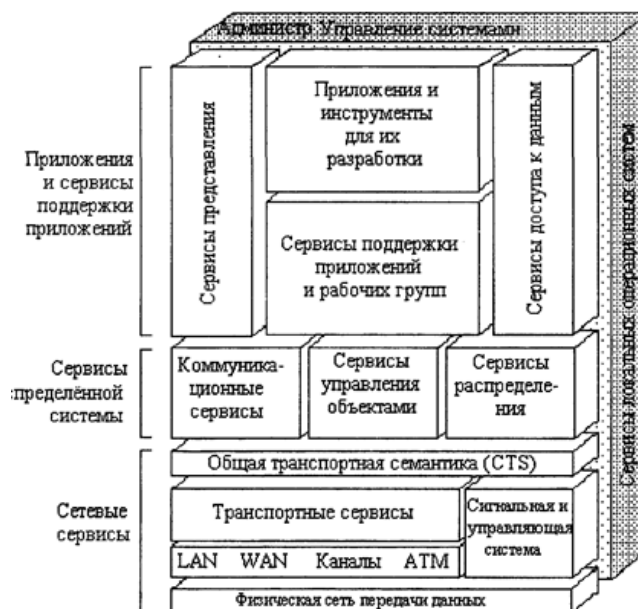 Администр Управление системами
Приложения
и сервисы
поддержки
приложений
Сервисы представления
Приложения и
инструменты
для их
разработки
Сервисы поддержки
приложений
и рабочих групп
Сервисы доступа к данным
Сервисы локальных операционных систем
Сервисы
спределённой
системы
Коммуника-
ционные
сервисы
Сервисы
управления
объектами
Сервисы
распределе-
ния
Сетевые
сервисы
Общая транспортная семантика (CTS)
Транспортные сервисы
Сигнальная и
управляющая
система
LAN WAN Каналы ATM
Физическая сеть передачи данных